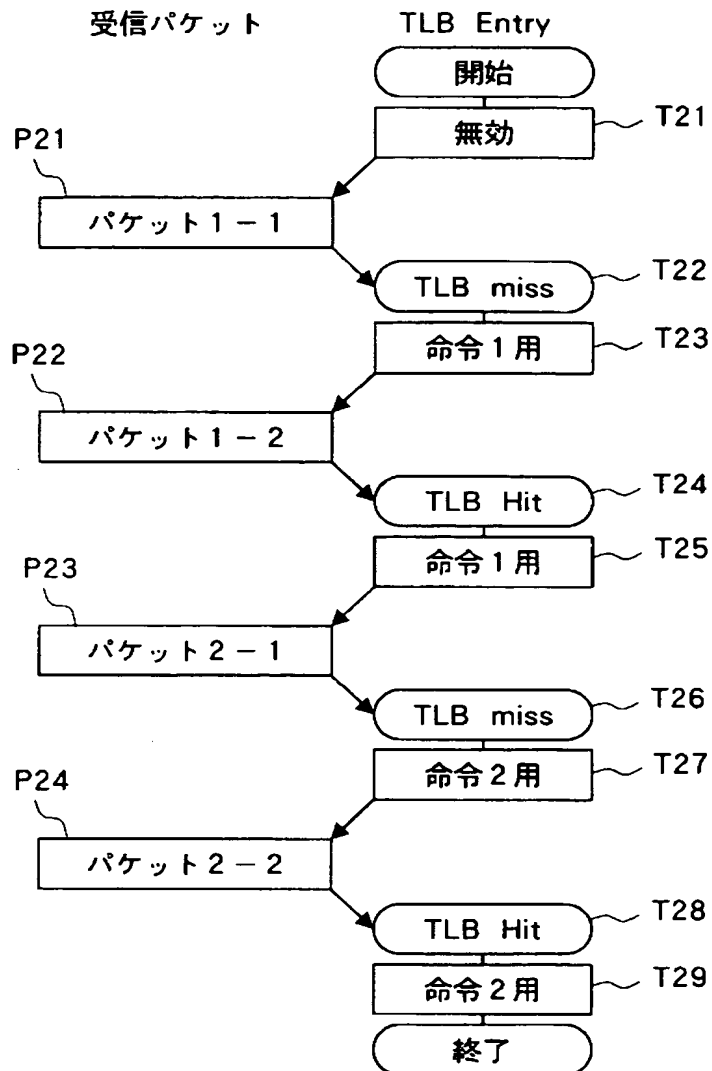 受信パケット TLB Entry
開始
無効 T21
P21
パケット1-1
TLB miss T22
命令1用 T23
P22
パケット1-2
TLB Hit T24
命令1用 T25
P23
パケット2-1
TLB miss T26
命令2用 T27
P24
パケット2-2
TLB Hit T28
命令2用 T29
終了